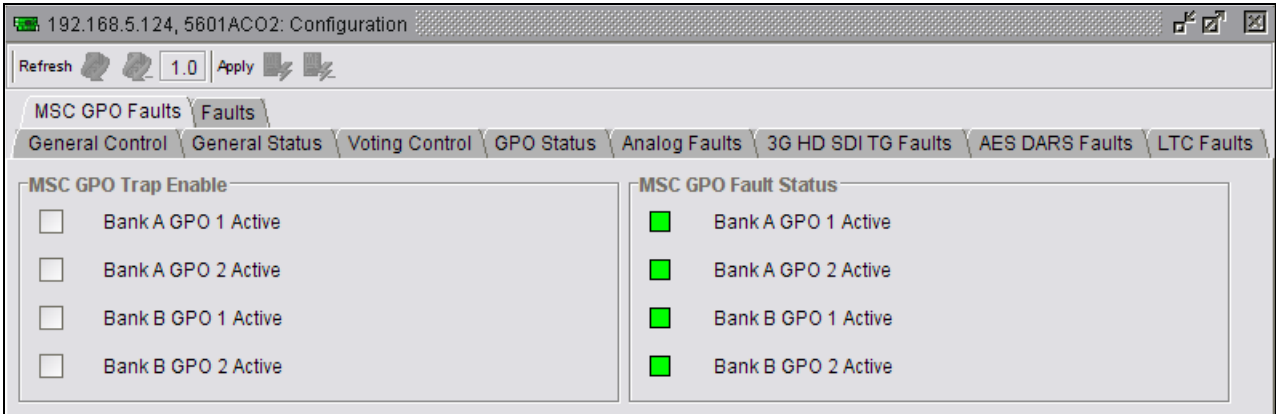 192.168.5.124, 5601ACO2: Configuration
Refresh 1.0 Apply
MSC GPO Faults Faults
General Control General Status Voting Control GPO Status Analog Faults 3G HD SDI TG Faults AES DARS Faults LTC Faults
MSC GPO Trap Enable
Bank A GPO 1 Active
Bank A GPO 2 Active
Bank B GPO 1 Active
Bank B GPO 2 Active
MSC GPO Fault Status
Bank A GPO 1 Active
Bank A GPO 2 Active
Bank B GPO 1 Active
Bank B GPO 2 Active